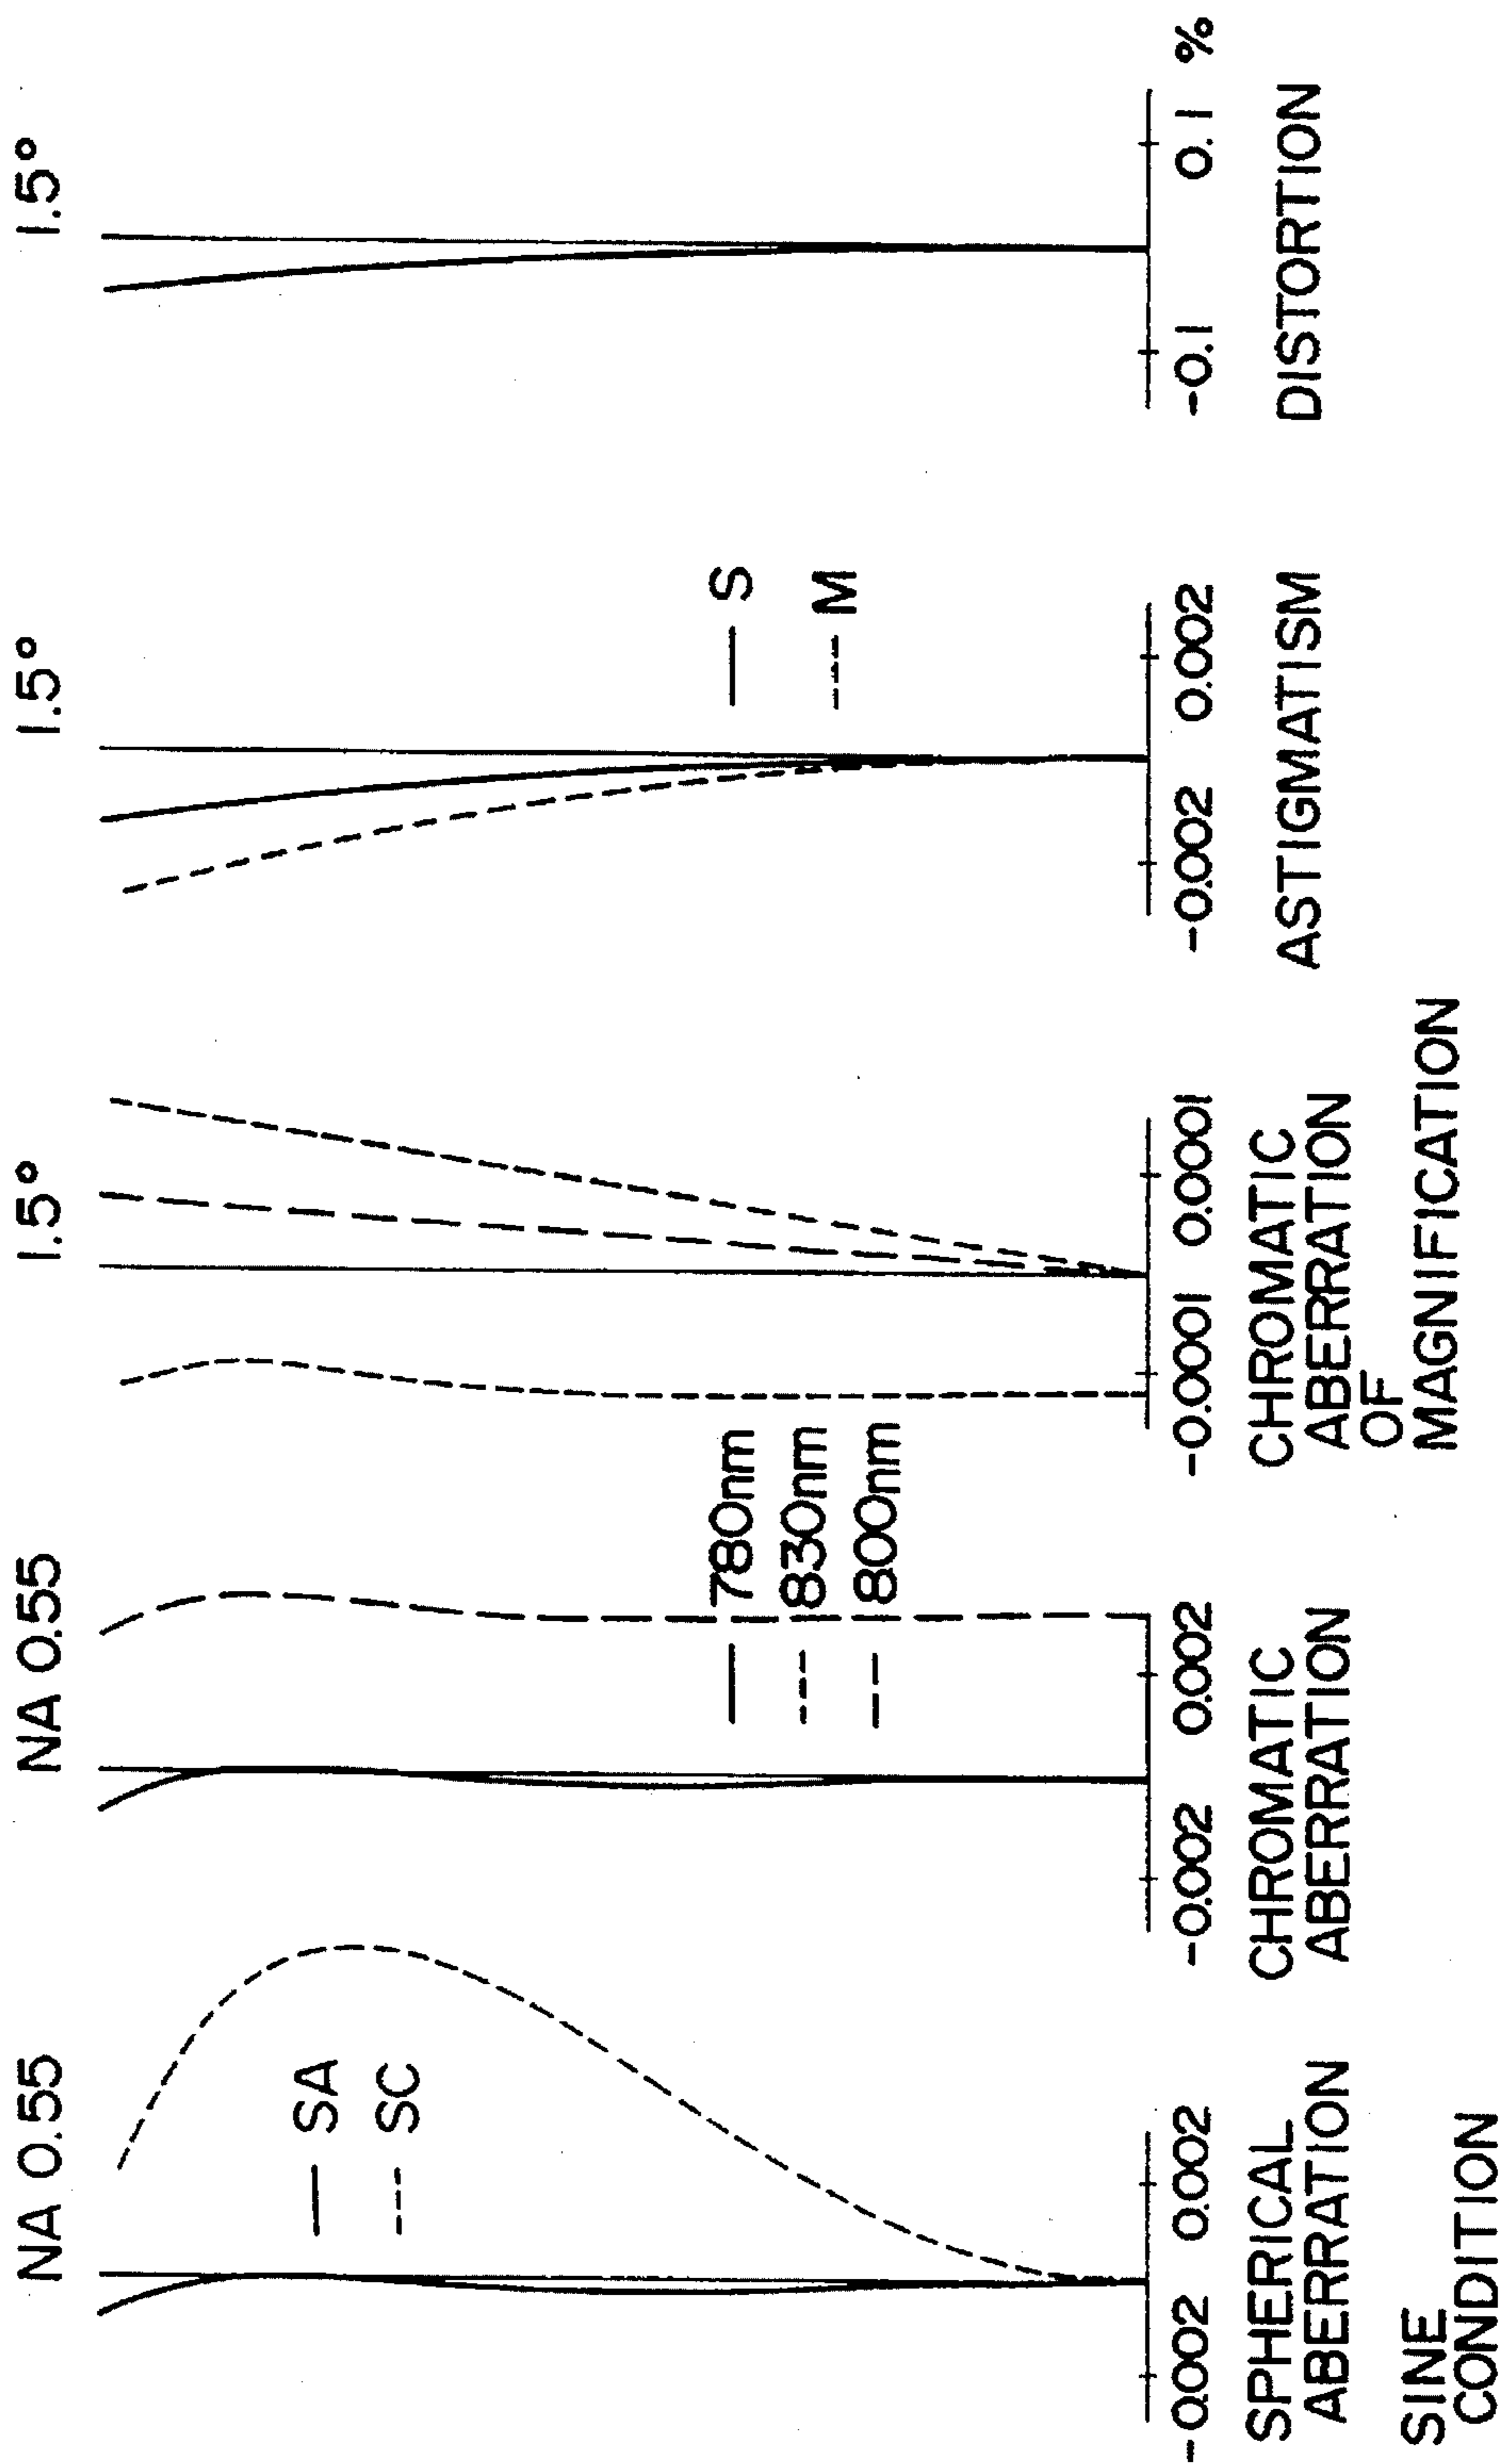 NA 0.55
SA
SC
-0.002 0.002
SPHERICAL
ABERRATION
SINE
CONDITION
NA 0.55
780nm
830nm
800nm
-0.002 0.002
CHROMATIC
ABERRATION
1.5°
-0.0001 0.0001
CHROMATIC
ABERRATION
OF
MAGNIFICATION
1.5°
S
M
-0.002 0.002
ASTIGMATISM
1.5°
-0.1 0.1 %
DISTORTION